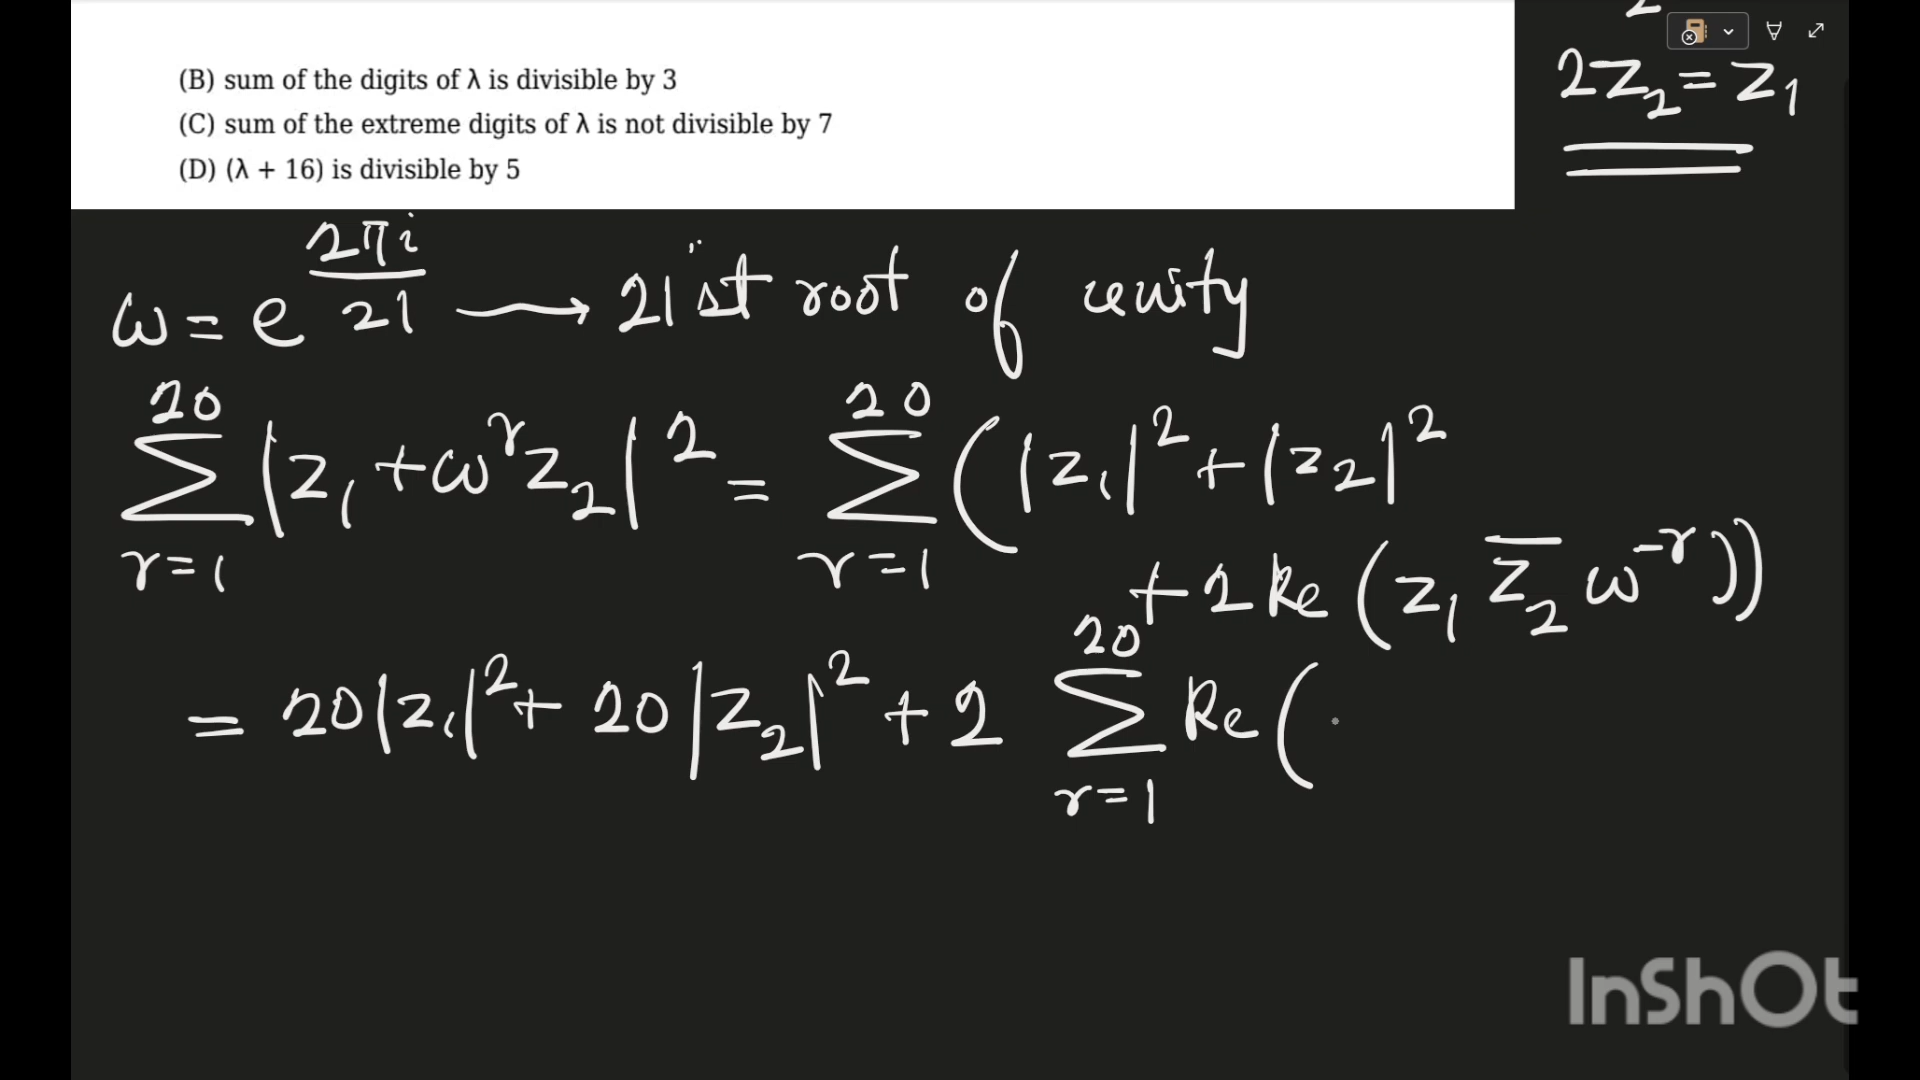 2z₂ = z₁
(B) sum of the digits of λ is divisible by 3
(C) sum of the extreme digits of λ is not divisible by 7
(D) (λ + 16) is divisible by 5
ω = e^(2πi/21) → 21st root of unity
∑_{r=1}^{20} |z₁ + ω^r z₂|² = ∑_{r=1}^{20} (|z₁|² + |z₂|²
+ 2 Re (z₁ z̅₂ ω^{-r}))
= 20|z₁|² + 20|z₂|² + 2 ∑_{r=1}^{20} Re (
InShOt